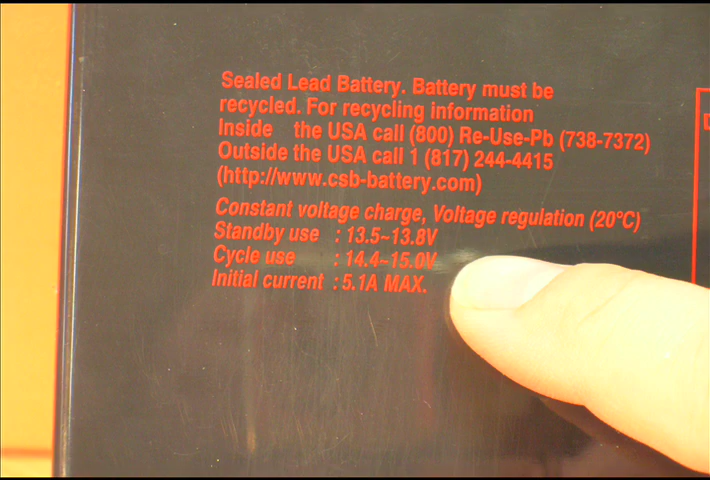 Sealed Lead Battery. Battery must be
recycled. For recycling information
Inside the USA call (800) Re-Use-Pb (738-7372)
Outside the USA call 1 (817) 244-4415
(http://www.csb-battery.com)
Constant voltage charge, Voltage regulation (20°C)
Standby use : 13.5~13.8V
Cycle use : 14.4~15.0V
Initial current : 5.1A MAX.